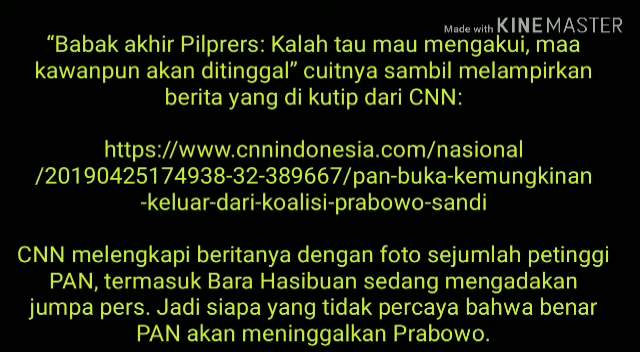 Made with KINEMASTER
“Babak akhir Pilprers: Kalah tau mau mengakui, maa
kawanpun akan ditinggal” cuitnya sambil melampirkan
berita yang di kutip dari CNN:
https://www.cnnindonesia.com/nasional
/20190425174938-32-389667/pan-buka-kemungkinan
-keluar-dari-koalisi-prabowo-sandi
CNN melengkapi beritanya dengan foto sejumlah petinggi
PAN, termasuk Bara Hasibuan sedang mengadakan
jumpa pers. Jadi siapa yang tidak percaya bahwa benar
PAN akan meninggalkan Prabowo.